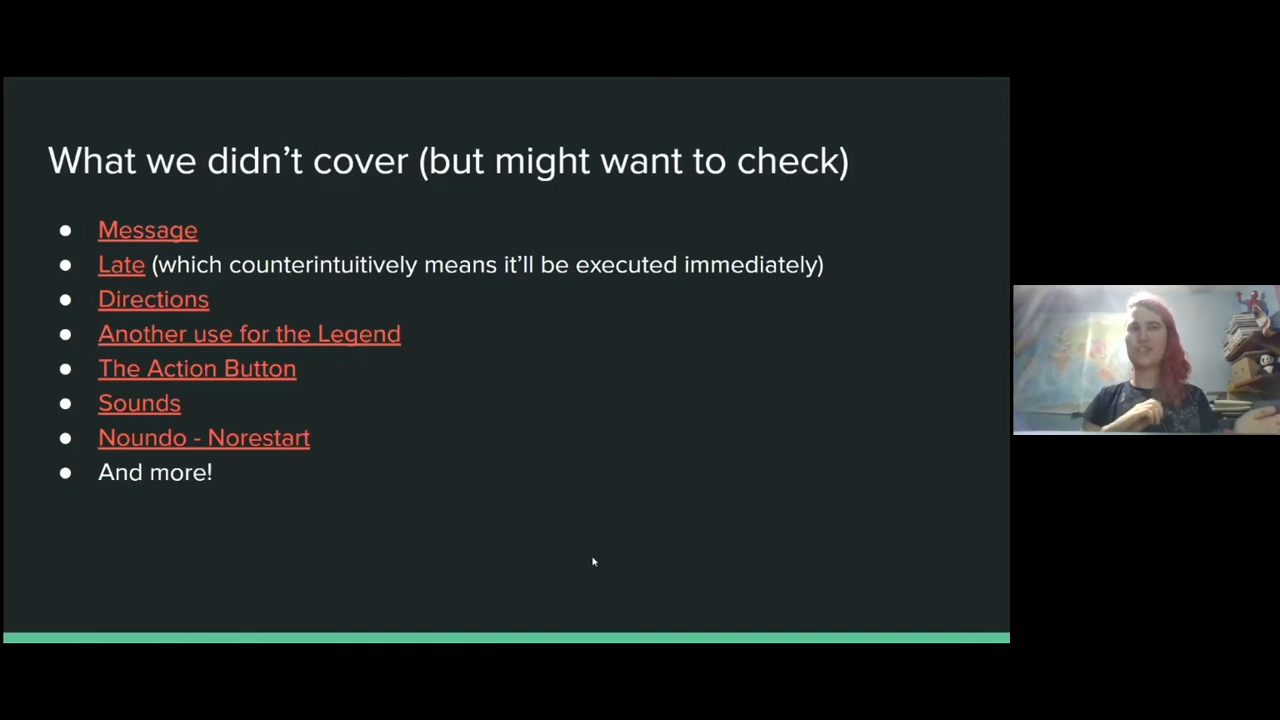 What we didn’t cover (but might want to check)
● Message
● Late (which counterintuitively means it’ll be executed immediately)
● Directions
● Another use for the Legend
● The Action Button
● Sounds
● Noundo - Norestart
● And more!